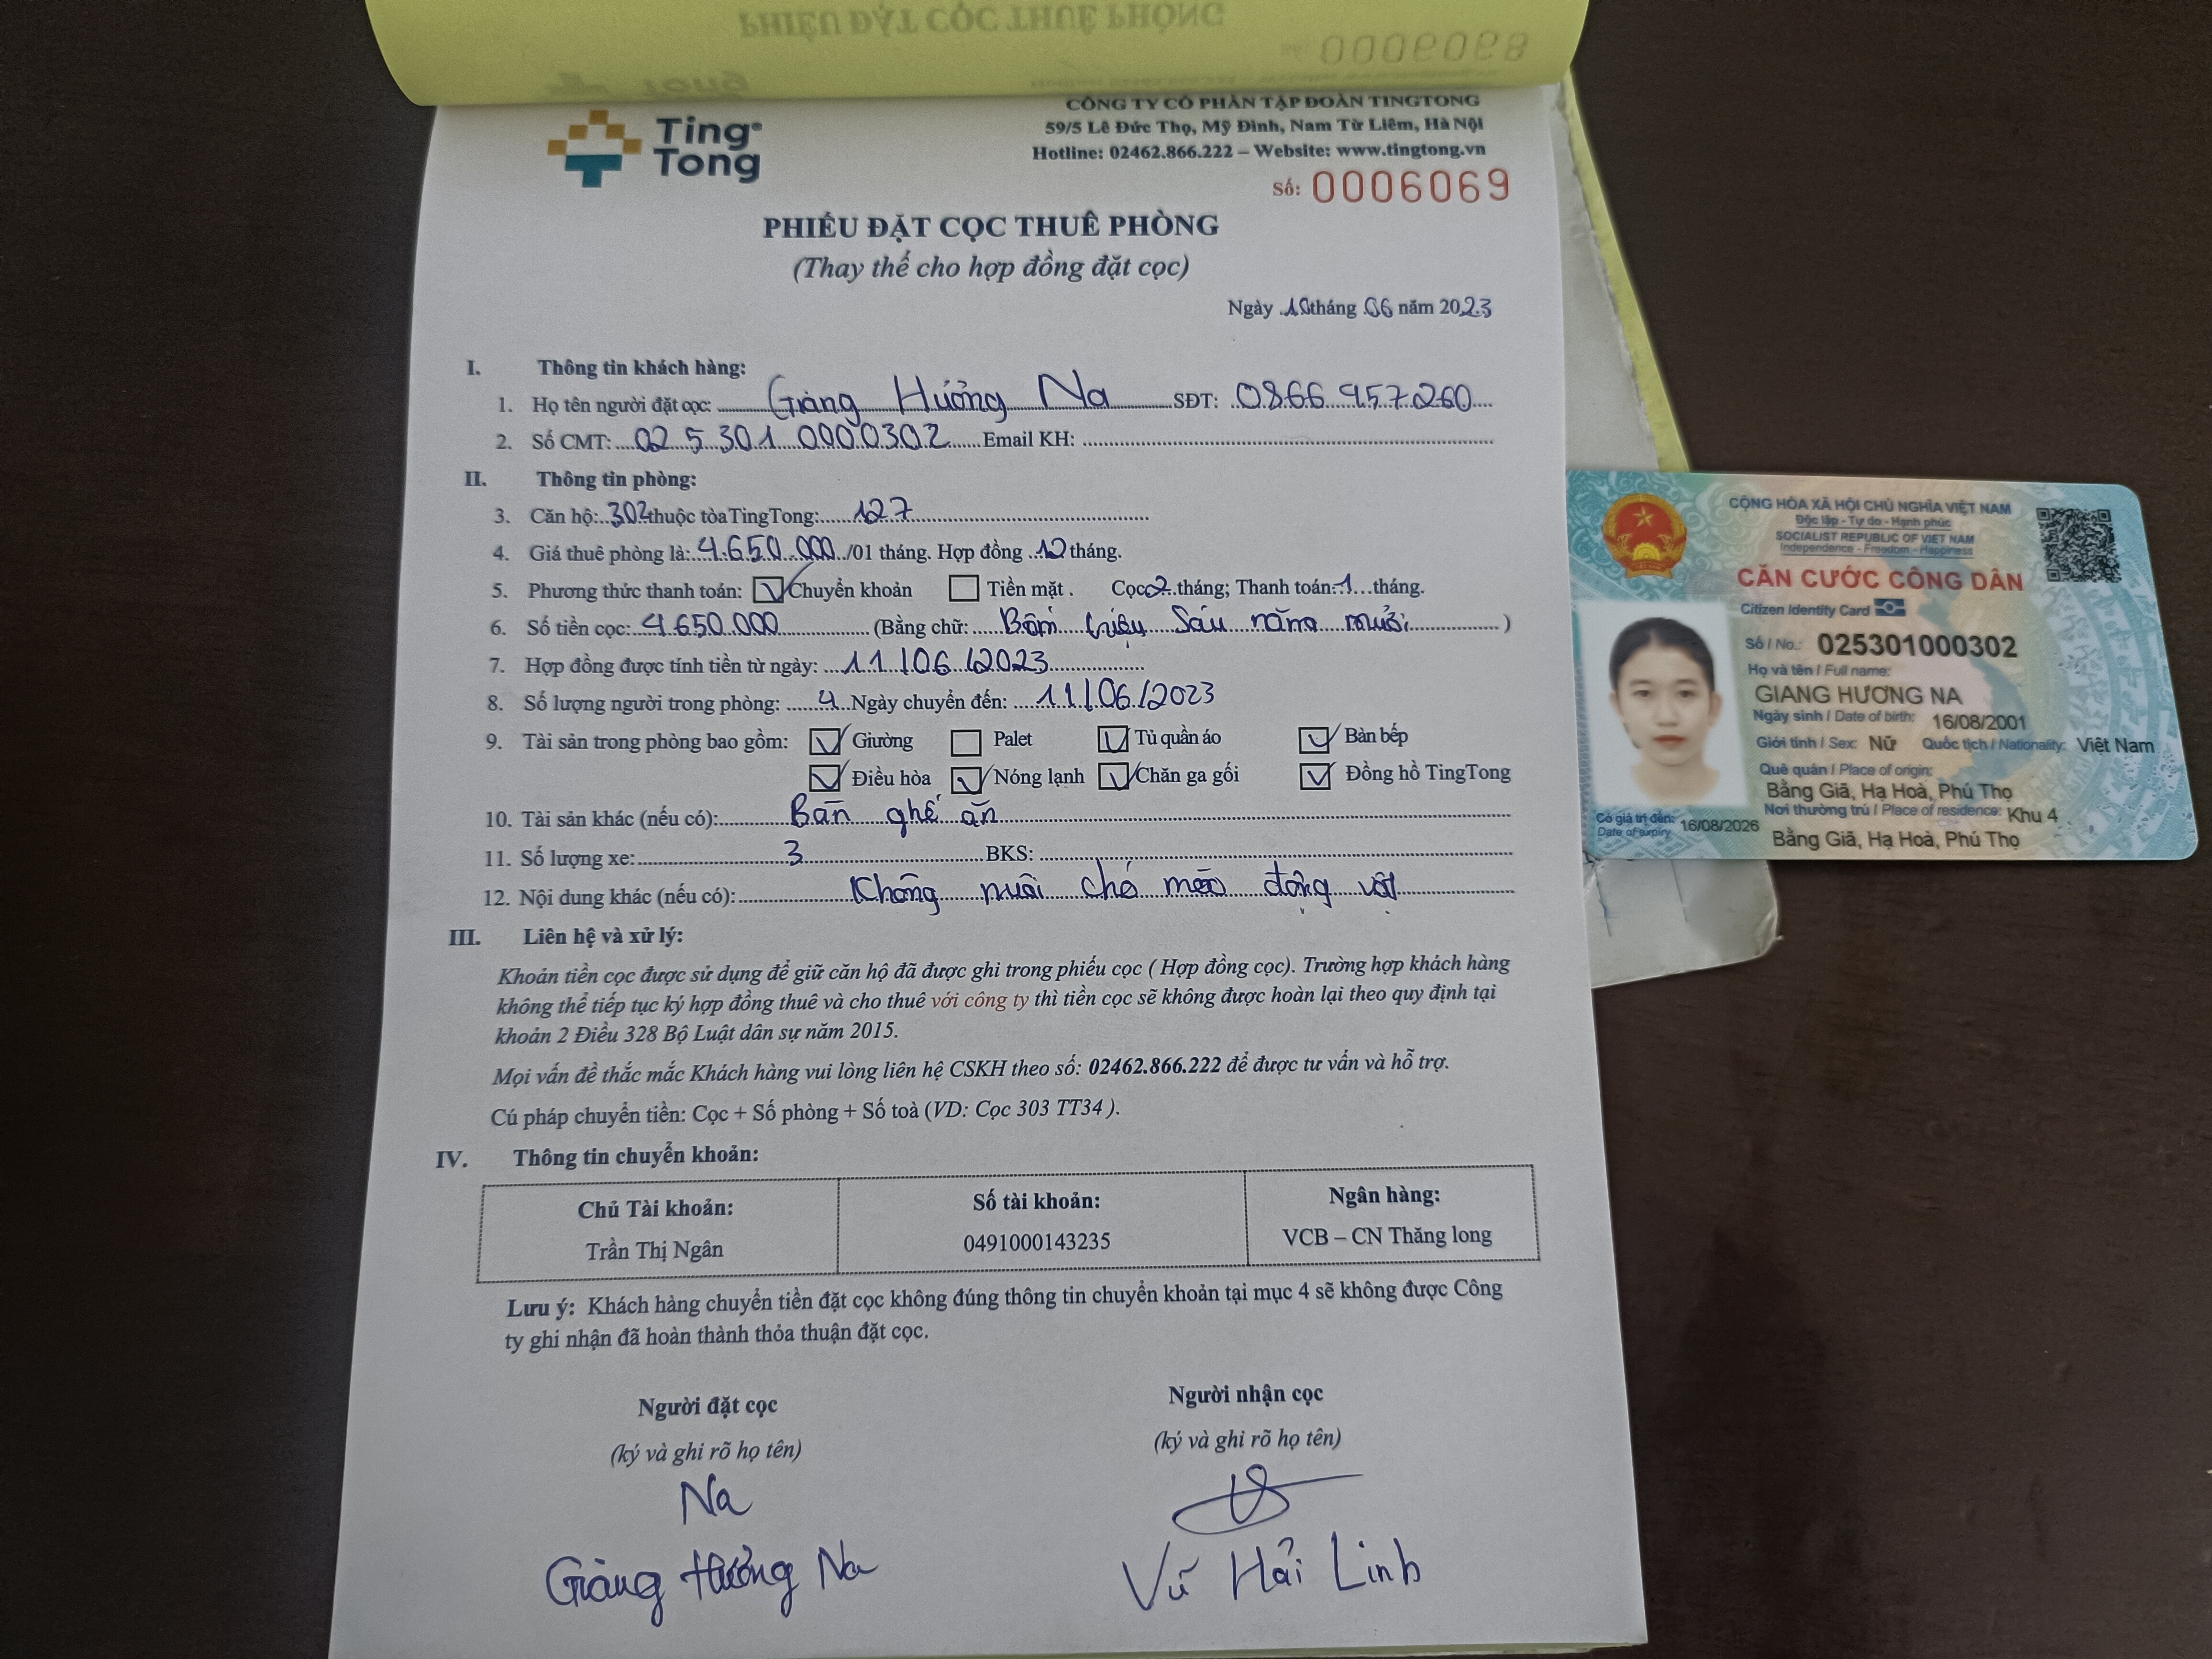 PHIẾU ĐẶT CỌC THUÊ PHÒNG
0006068
Ting Tong
CÔNG TY CỔ PHẦN TẬP ĐOÀN TINGTONG
59/5 Lê Đức Thọ, Mỹ Đình, Nam Từ Liêm, Hà Nội
Hotline: 02462.866.222 – Website: www.tingtong.vn
Số: 0006069
PHIẾU ĐẶT CỌC THUÊ PHÒNG
(Thay thế cho hợp đồng đặt cọc)
Ngày 10 tháng 06 năm 2023
I. Thông tin khách hàng:
1. Họ tên người đặt cọc: Giang Hương Na SĐT: 0866 957 260
2. Số CMT: 02 5 301 0000302 Email KH:
II. Thông tin phòng:
3. Căn hộ: 302 thuộc tòa TingTong: 127
4. Giá thuê phòng là: 4.650.000 /01 tháng. Hợp đồng 12 tháng.
5. Phương thức thanh toán: Chuyển khoản Tiền mặt . Cọc 2 tháng; Thanh toán: 1 tháng.
6. Số tiền cọc: 4.650.000 (Bằng chữ: Bốn triệu Sáu năm mươi )
7. Hợp đồng được tính tiền từ ngày: 11/06/2023
8. Số lượng người trong phòng: 4 Ngày chuyển đến: 11/06/2023
9. Tài sản trong phòng bao gồm: Giường Palet Tủ quần áo Bàn bếp
Điều hòa Nóng lạnh Chăn ga gối Đồng hồ TingTong
10. Tài sản khác (nếu có): Bàn ghế ăn
11. Số lượng xe: 3 BKS:
12. Nội dung khác (nếu có): Không nuôi chó mèo động vật
III. Liên hệ và xử lý:
Khoản tiền cọc được sử dụng để giữ căn hộ đã được ghi trong phiếu cọc ( Hợp đồng cọc). Trường hợp khách hàng
không thể tiếp tục ký hợp đồng thuê và cho thuê với công ty thì tiền cọc sẽ không được hoàn lại theo quy định tại
khoản 2 Điều 328 Bộ Luật dân sự năm 2015.
Mọi vấn đề thắc mắc Khách hàng vui lòng liên hệ CSKH theo số: 02462.866.222 để được tư vấn và hỗ trợ.
Cú pháp chuyển tiền: Cọc + Số phòng + Số toà (VD: Cọc 303 TT34 ).
IV. Thông tin chuyển khoản:
Chủ Tài khoản: Số tài khoản: Ngân hàng:
Trần Thị Ngân 0491000143235 VCB – CN Thăng long
Lưu ý: Khách hàng chuyển tiền đặt cọc không đúng thông tin chuyển khoản tại mục 4 sẽ không được Công
ty ghi nhận đã hoàn thành thỏa thuận đặt cọc.
Người đặt cọc Người nhận cọc
(ký và ghi rõ họ tên) (ký và ghi rõ họ tên)
Na
Giàng Hương Na Vũ Hải Linh
CỘNG HÒA XÃ HỘI CHỦ NGHĨA VIỆT NAM
Độc lập - Tự do - Hạnh phúc
SOCIALIST REPUBLIC OF VIET NAM
Independence - Freedom - Happiness
CĂN CƯỚC CÔNG DÂN
Citizen Identity Card
Số / No.: 025301000302
Họ và tên / Full name:
GIANG HƯƠNG NA
Ngày sinh / Date of birth: 16/08/2001
Giới tính / Sex: Nữ Quốc tịch / Nationality: Việt Nam
Quê quán / Place of origin:
Bằng Giã, Hạ Hoà, Phú Thọ
Nơi thường trú / Place of residence: Khu 4
Bằng Giã, Hạ Hoà, Phú Thọ
Có giá trị đến: 16/08/2026
Date of expiry